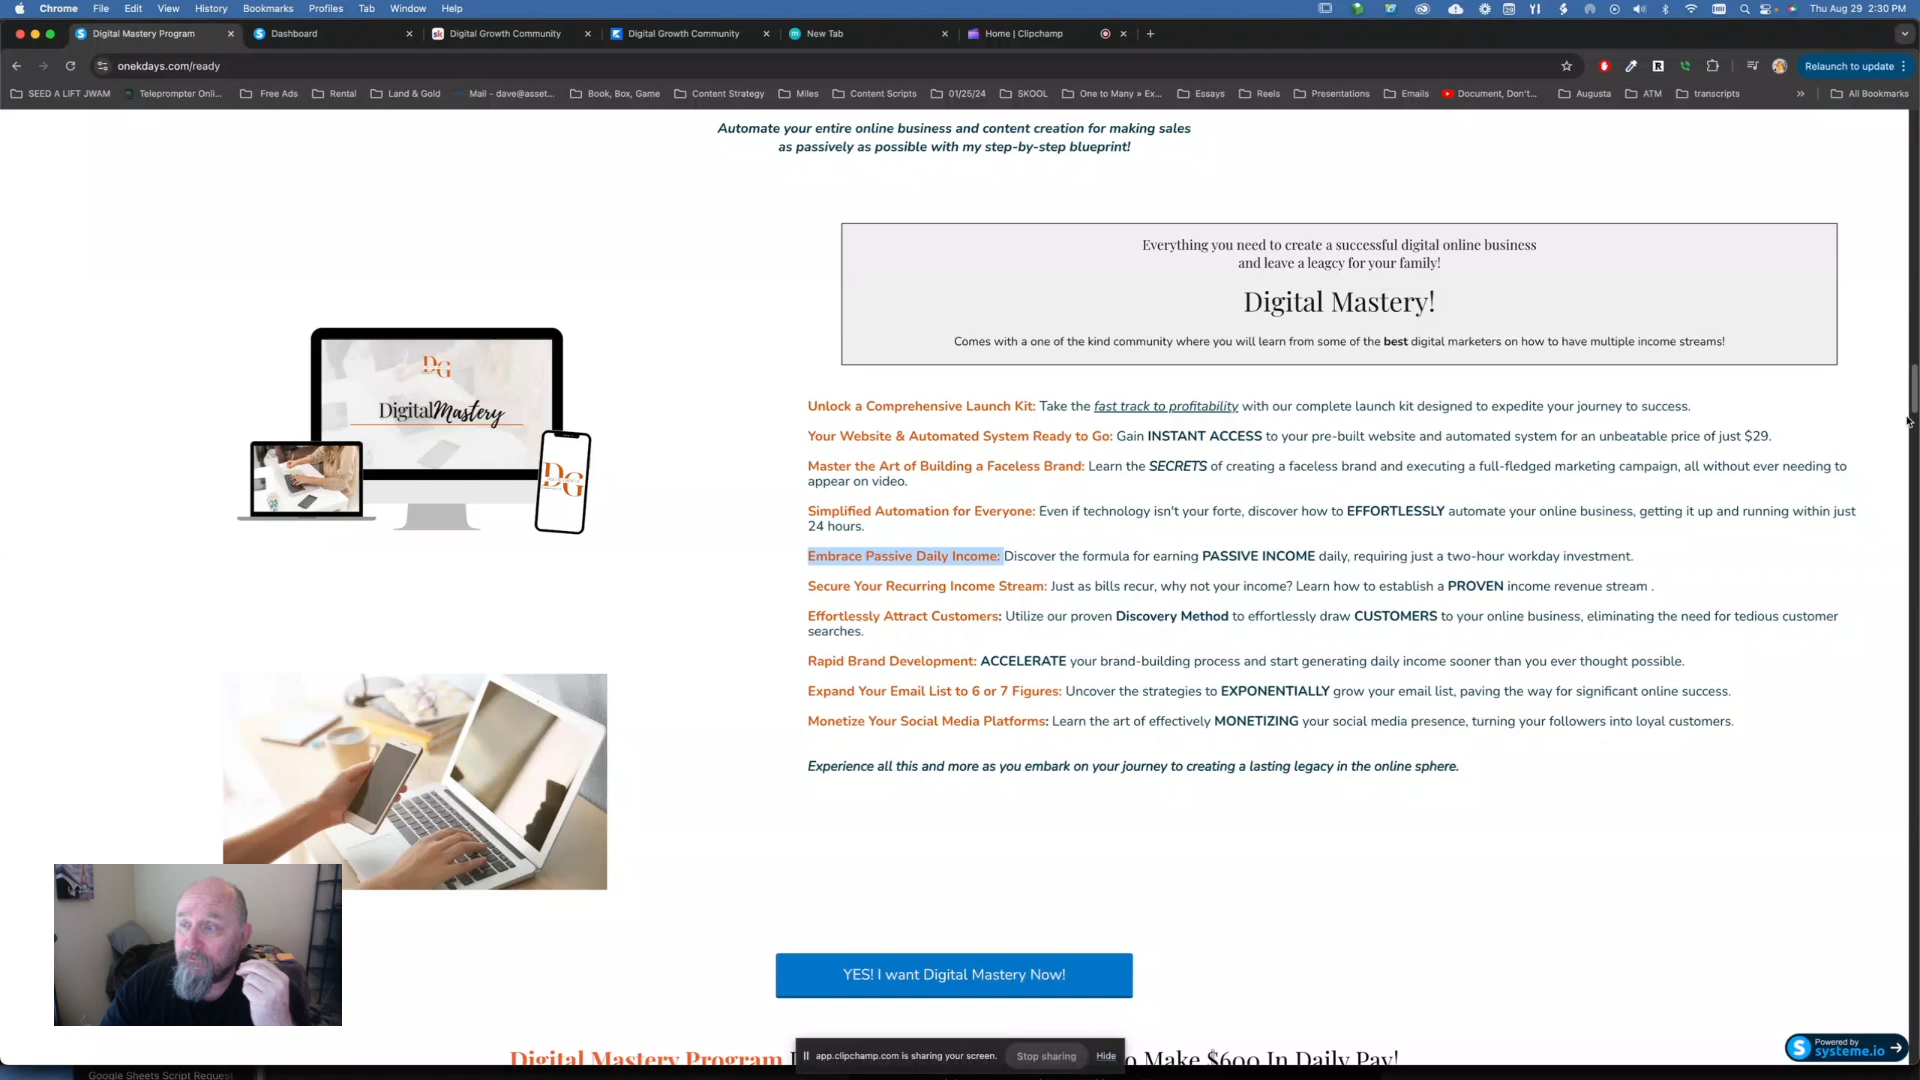 Chrome File Edit View History Bookmarks Profiles Tab Window Help
Thu Aug 29 2:30 PM
Digital Mastery Program
Dashboard
Digital Growth Community
Digital Growth Community
New Tab
Home | Clipchamp
onekdays.com/ready
Relaunch to update
SEED A LIFT JWAM
Teleprompter Onli...
Free Ads
Rental
Land & Gold
Mail - dave@asset...
Book, Box, Game
Content Strategy
Miles
Content Scripts
01/25/24
SKOOL
One to Many » Ex...
Essays
Reels
Presentations
Emails
Document, Don't...
Augusta
ATM
transcripts
»
All Bookmarks
Automate your entire online business and content creation for making sales
as passively as possible with my step-by-step blueprint!
Everything you need to create a successful digital online business
and leave a leagcy for your family!
Digital Mastery!
Comes with a one of the kind community where you will learn from some of the best digital marketers on how to have multiple income streams!
DG
DigitalMastery
DG
Unlock a Comprehensive Launch Kit: Take the fast track to profitability with our complete launch kit designed to expedite your journey to success.
Your Website & Automated System Ready to Go: Gain INSTANT ACCESS to your pre-built website and automated system for an unbeatable price of just $29.
Master the Art of Building a Faceless Brand: Learn the SECRETS of creating a faceless brand and executing a full-fledged marketing campaign, all without ever needing to
appear on video.
Simplified Automation for Everyone: Even if technology isn't your forte, discover how to EFFORTLESSLY automate your online business, getting it up and running within just
24 hours.
Embrace Passive Daily Income: Discover the formula for earning PASSIVE INCOME daily, requiring just a two-hour workday investment.
Secure Your Recurring Income Stream: Just as bills recur, why not your income? Learn how to establish a PROVEN income revenue stream .
Effortlessly Attract Customers: Utilize our proven Discovery Method to effortlessly draw CUSTOMERS to your online business, eliminating the need for tedious customer
searches.
Rapid Brand Development: ACCELERATE your brand-building process and start generating daily income sooner than you ever thought possible.
Expand Your Email List to 6 or 7 Figures: Uncover the strategies to EXPONENTIALLY grow your email list, paving the way for significant online success.
Monetize Your Social Media Platforms: Learn the art of effectively MONETIZING your social media presence, turning your followers into loyal customers.
Experience all this and more as you embark on your journey to creating a lasting legacy in the online sphere.
YES! I want Digital Mastery Now!
Digital Mastery Program
o Make $600 In Daily Pay!
app.clipchamp.com is sharing your screen.
Stop sharing
Hide
Powered by
systeme.io
Google Sheets Script Request